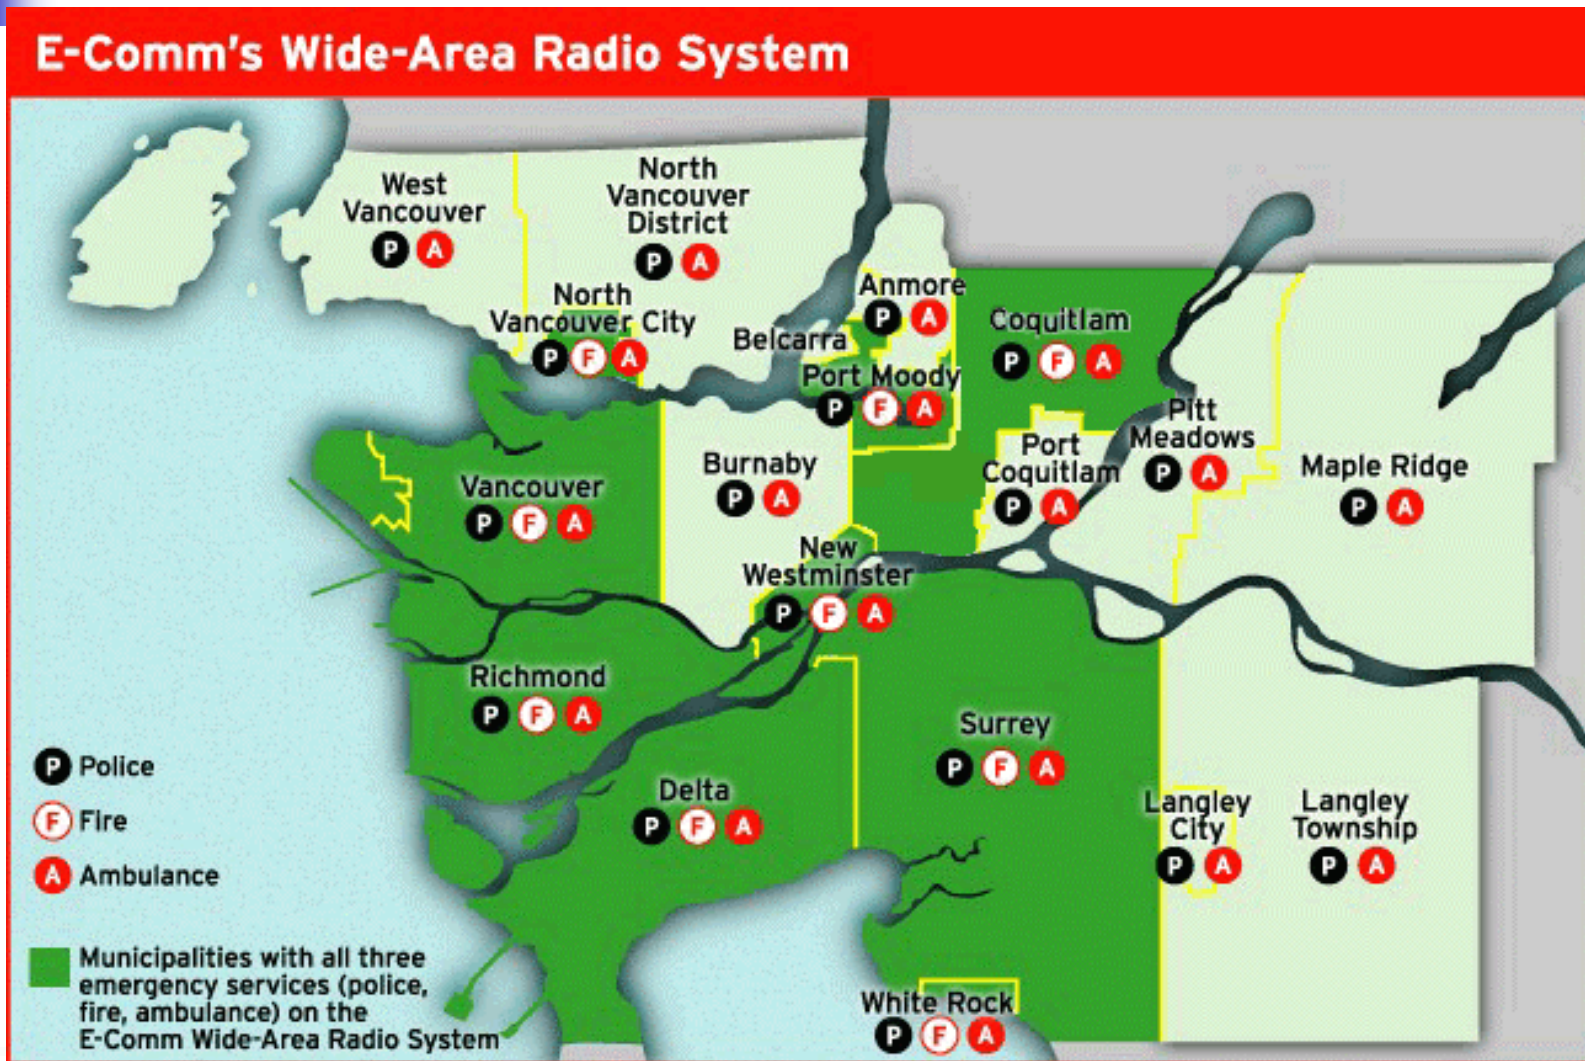 E-Comm's Wide-Area Radio System
West
Vancouver
P A
North
Vancouver
District
P A
North
Vancouver City
P F A
Anmore
P A
Belcarra
Port Moody
P F A
Coquitlam
P F A
Pitt
Meadows
P A
Port
Coquitlam
P A
Maple Ridge
P A
Burnaby
P A
Vancouver
P F A
New
Westminster
P F A
Richmond
P F A
Surrey
P F A
Delta
P F A
Langley
City
P A
Langley
Township
P A
White Rock
P F A
P Police
F Fire
A Ambulance
Municipalities with all three
emergency services (police,
fire, ambulance) on the
E-Comm Wide-Area Radio System